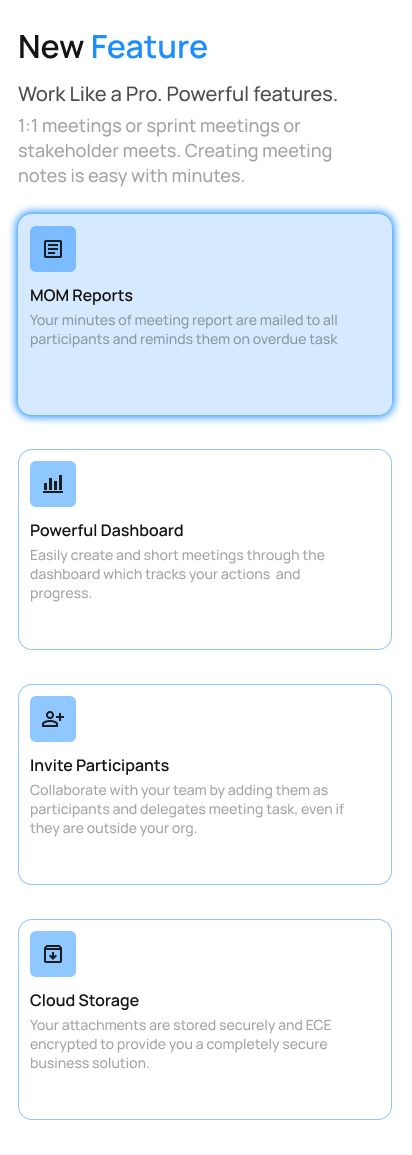 New Feature
Work Like a Pro. Powerful features.
1:1 meetings or sprint meetings or
stakeholder meets. Creating meeting
notes is easy with minutes.
MOM Reports
Your minutes of meeting report are mailed to all
participants and reminds them on overdue task
Powerful Dashboard
Easily create and short meetings through the
dashboard which tracks your actions  and
progress.
Invite Participants
Collaborate with your team by adding them as
participants and delegates meeting task, even if
they are outside your org.
Cloud Storage
Your attachments are stored securely and ECE
encrypted to provide you a completely secure
business solution.